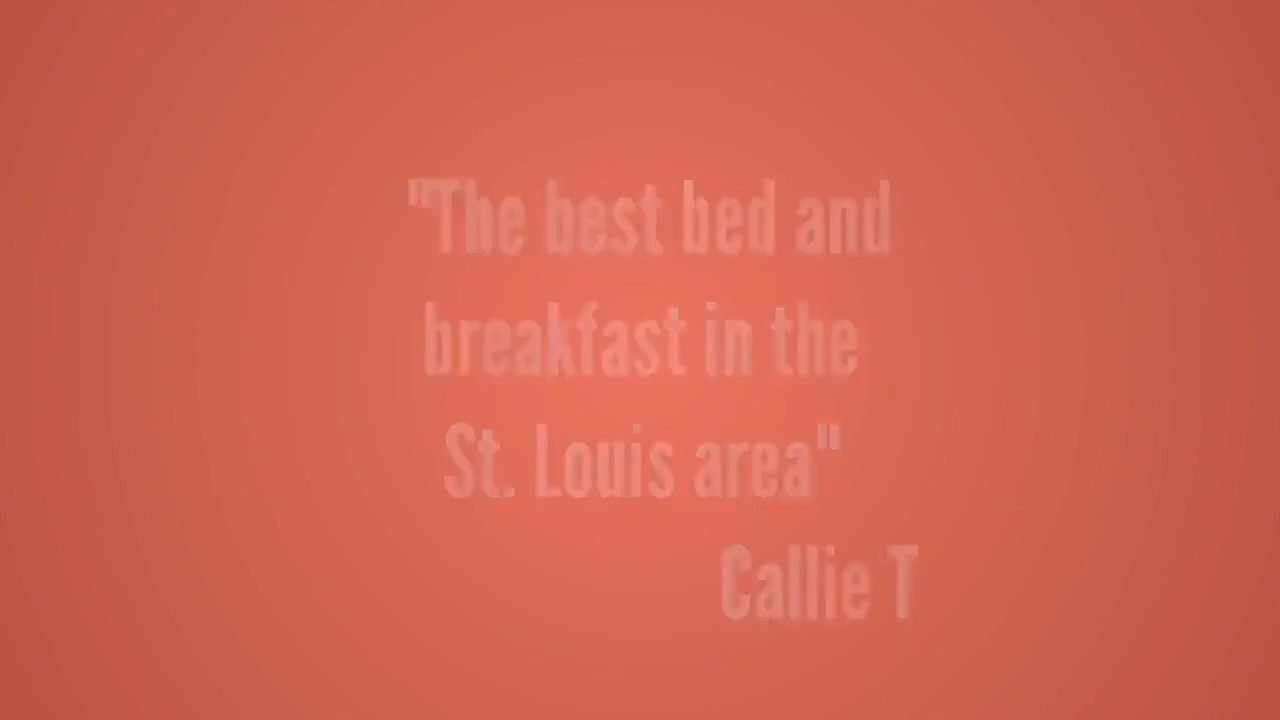 "The best bed and
breakfast in the
St. Louis area"
Callie T